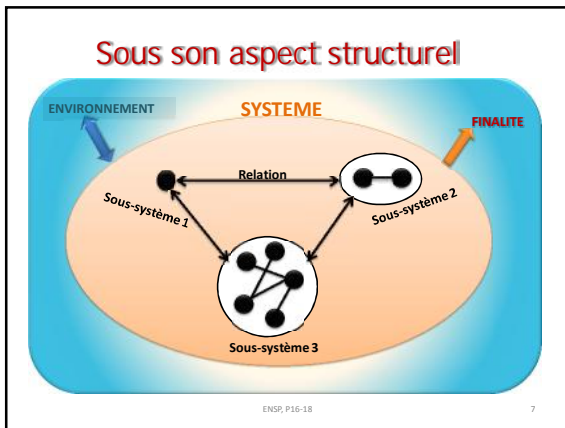 Sous son aspect structurel
ENVIRONNEMENT
SYSTEME
FINALITE
Relation
Sous-système 1
Sous-système 2
Sous-système 3
ENSP, P16-18
7